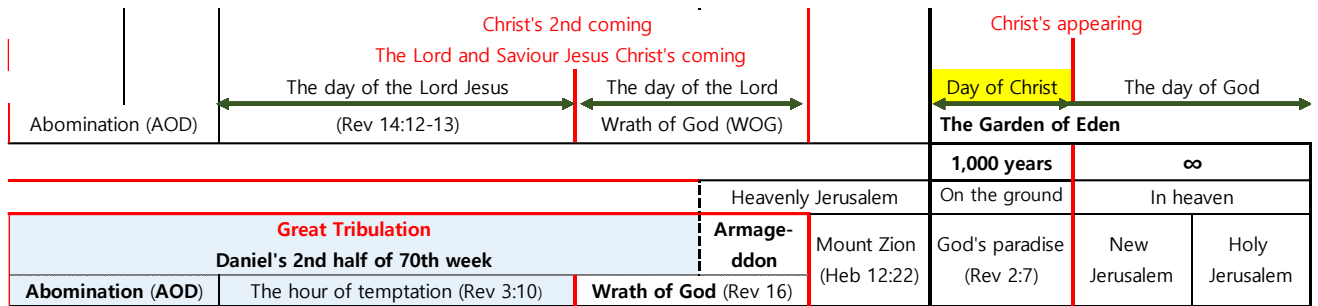 Christ's 2nd coming
Christ's appearing
The Lord and Saviour Jesus Christ's coming
The day of the Lord Jesus
The day of the Lord
Day of Christ
The day of God
Abomination (AOD)
(Rev 14:12-13)
Wrath of God (WOG)
The Garden of Eden
1,000 years
∞
Heavenly Jerusalem
On the ground
In heaven
Great Tribulation
Daniel's 2nd half of 70th week
Armage-
ddon
Mount Zion
(Heb 12:22)
God's paradise
(Rev 2:7)
New
Jerusalem
Holy
Jerusalem
Abomination (AOD)
The hour of temptation (Rev 3:10)
Wrath of God (Rev 16)